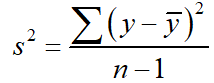 s² = ∑(y − y̅)² / n − 1